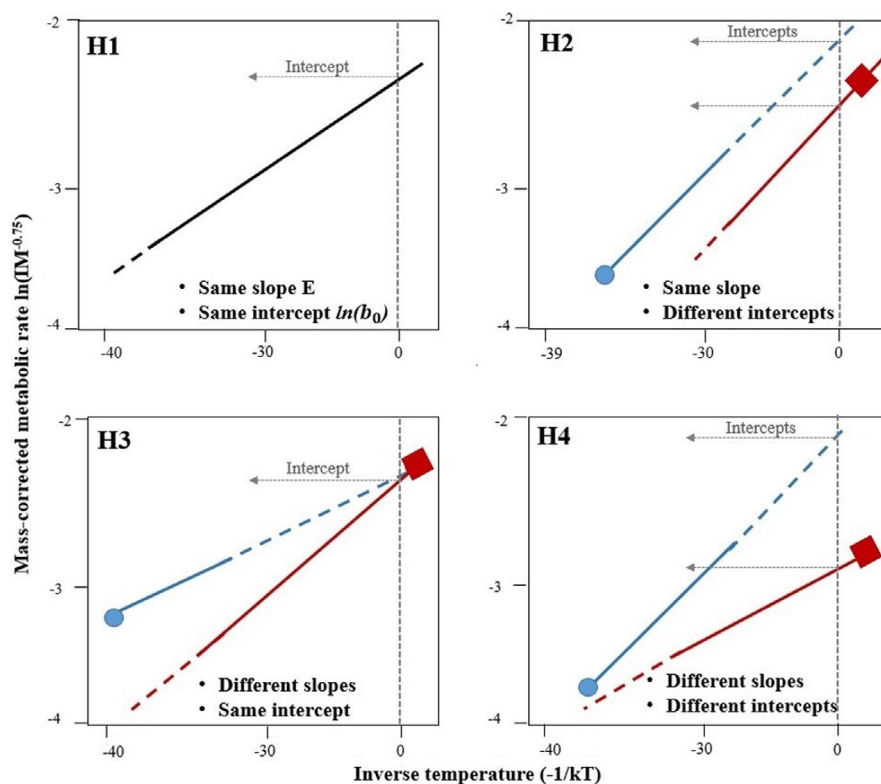 Mass-corrected metabolic rate ln(IM^-0.75)
H1
-2
-3
-4
Intercept
• Same slope E
• Same intercept ln(b₀)
-40
-30
0
H2
-2
-3
-4
Intercepts
• Same slope
• Different intercepts
-39
-30
0
H3
-2
-3
-4
Intercept
• Different slopes
• Same intercept
-40
-30
0
H4
-2
-3
-4
Intercepts
• Different slopes
• Different intercepts
-40
-30
0
Inverse temperature (-1/kT)